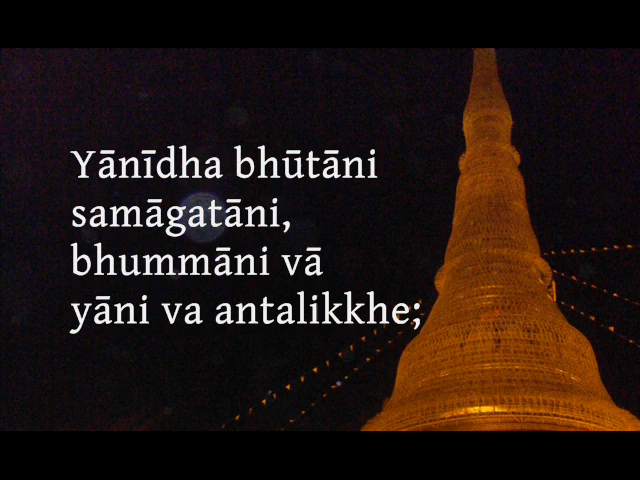 Yānīdha bhūtāni
samāgatāni,
bhummāni vā
yāni va antalikkhe;